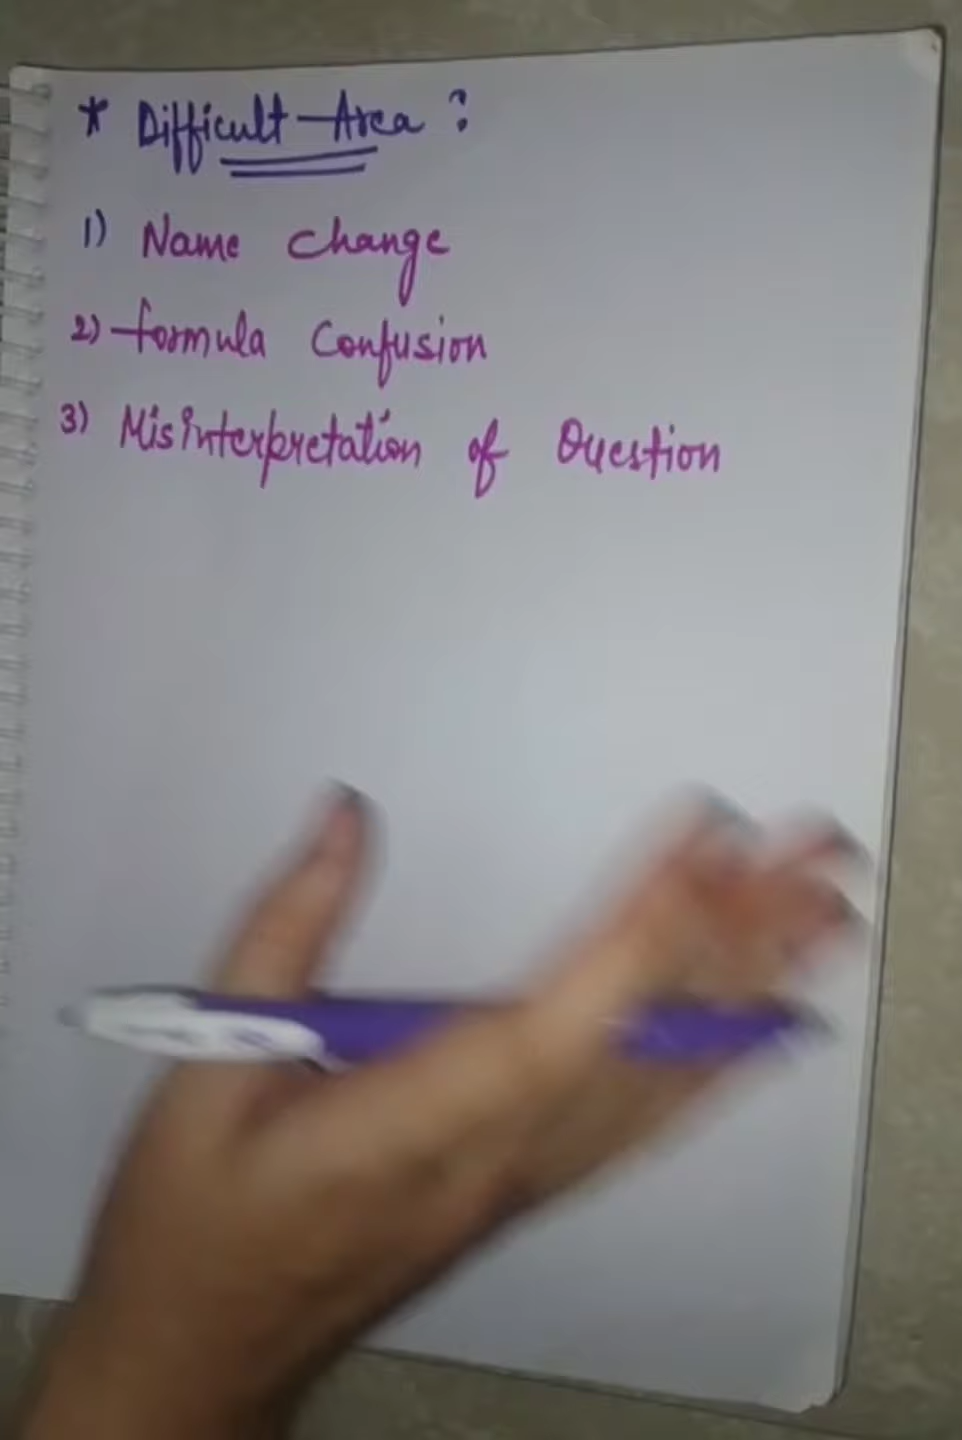 * Difficult Area :
1) Name Change
2) formula Confusion
3) Misinterpretation of Question